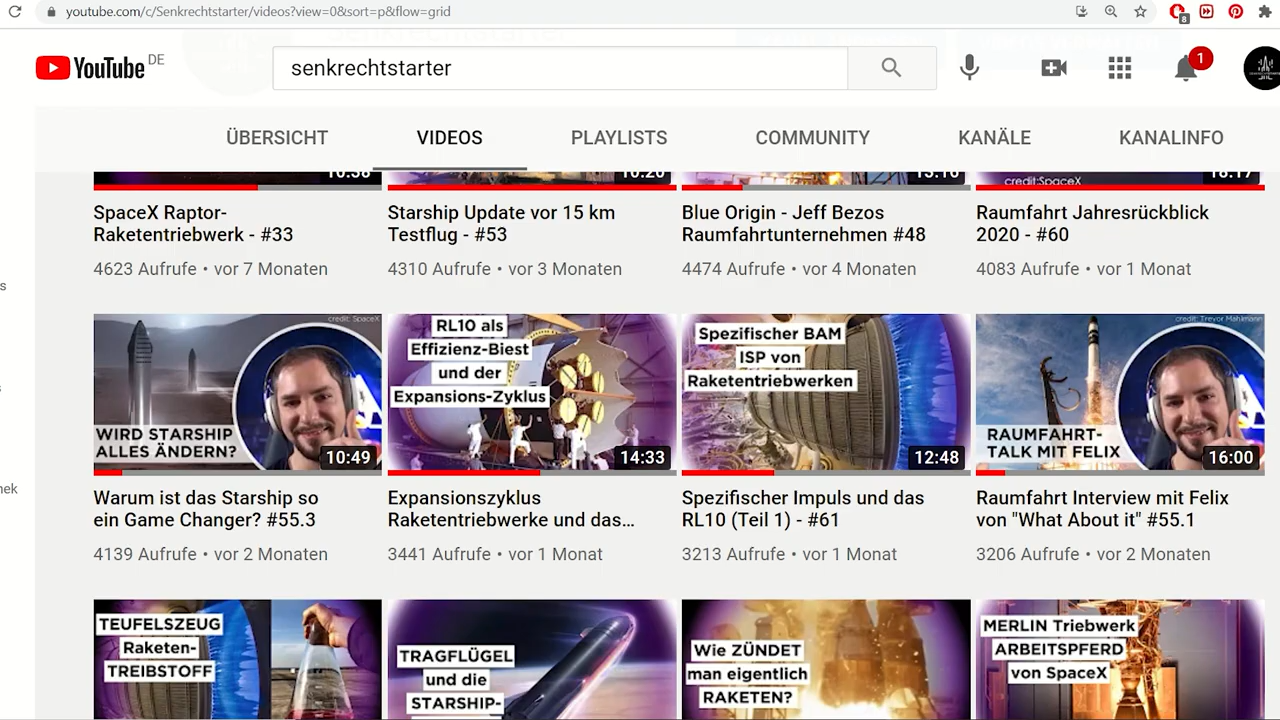 youtube.com/c/Senkrechtstarter/videos?view=0&sort=p&flow=grid
8
YouTube DE
senkrechtstarter
1
ÜBERSICHT
VIDEOS
PLAYLISTS
COMMUNITY
KANÄLE
KANALINFO
credit:SpaceX
SpaceX Raptor-
Raketentriebwerk - #33
4623 Aufrufe • vor 7 Monaten
Starship Update vor 15 km
Testflug - #53
4310 Aufrufe • vor 3 Monaten
Blue Origin - Jeff Bezos
Raumfahrtunternehmen #48
4474 Aufrufe • vor 4 Monaten
Raumfahrt Jahresrückblick
2020 - #60
4083 Aufrufe • vor 1 Monat
credit: SpaceX
WIRD STARSHIP
ALLES ÄNDERN?
10:49
Warum ist das Starship so
ein Game Changer? #55.3
4139 Aufrufe • vor 2 Monaten
RL10 als
Effizienz-Biest
und der
Expansions-Zyklus
14:33
Expansionszyklus
Raketentriebwerke und das...
3441 Aufrufe • vor 1 Monat
Spezifischer BAM
ISP von
Raketentriebwerken
12:48
Spezifischer Impuls und das
RL10 (Teil 1) - #61
3213 Aufrufe • vor 1 Monat
credit: Trevor Mahlmann
RAUMFAHRT-
TALK MIT FELIX
16:00
Raumfahrt Interview mit Felix
von "What About it" #55.1
3206 Aufrufe • vor 2 Monaten
TEUFELSZEUG
Raketen-
TREIBSTOFF
TRAGFLÜGEL
und die
STARSHIP-
Wie ZÜNDET
man eigentlich
RAKETEN?
MERLIN Triebwerk
ARBEITSPFERD
von SpaceX